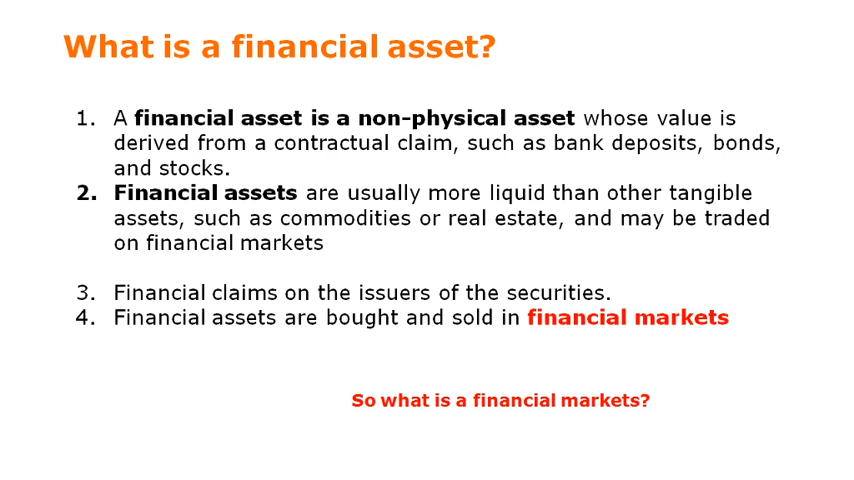 What is a financial asset?
1. A financial asset is a non-physical asset whose value is
derived from a contractual claim, such as bank deposits, bonds,
and stocks.
2. Financial assets are usually more liquid than other tangible
assets, such as commodities or real estate, and may be traded
on financial markets
3. Financial claims on the issuers of the securities.
4. Financial assets are bought and sold in financial markets
So what is a financial markets?